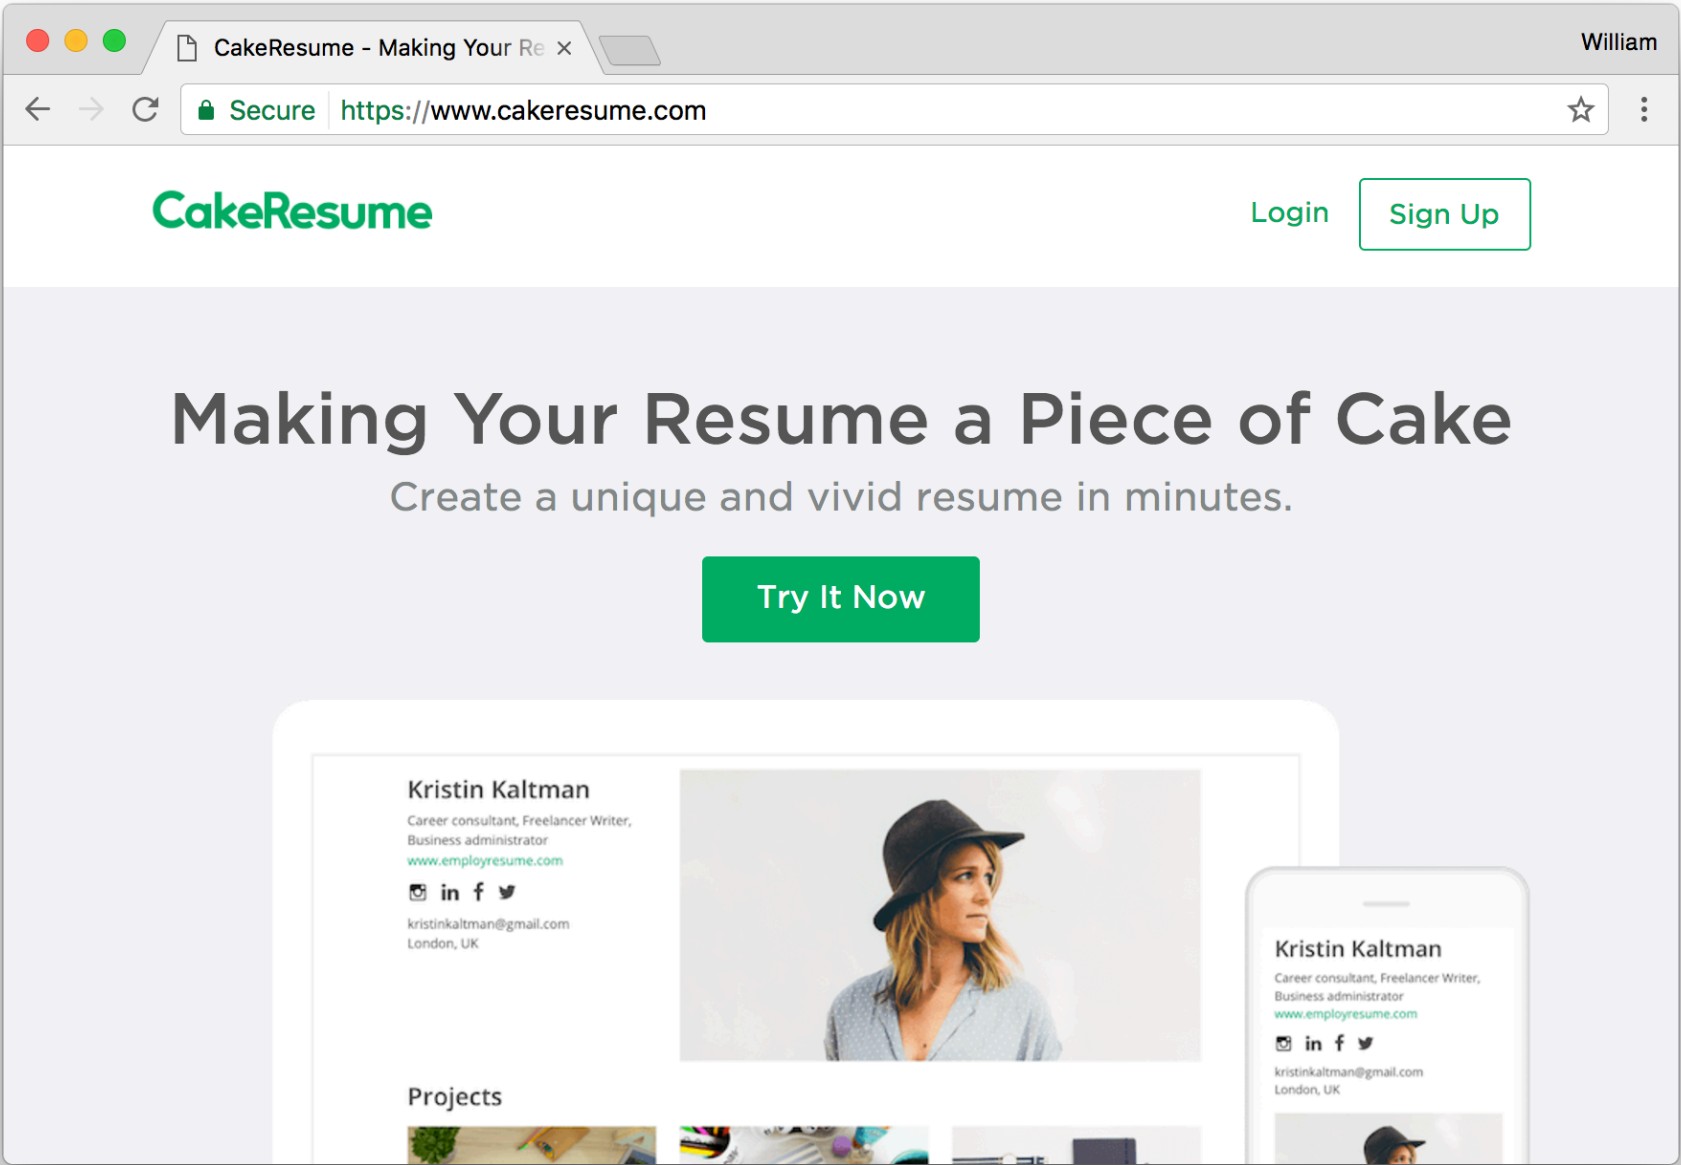 CakeResume - Making Your Re
William
Secure
https://www.cakeresume.com
CakeResume
Login
Sign Up
Making Your Resume a Piece of Cake
Create a unique and vivid resume in minutes.
Try It Now
Kristin Kaltman
Career consultant, Freelancer Writer,
Business administrator
www.employresume.com
kristinkaltman@gmail.com
London, UK
Projects
Kristin Kaltman
Career consultant, Freelancer Writer,
Business administrator
www.employresume.com
kristinkaltman@gmail.com
London, UK